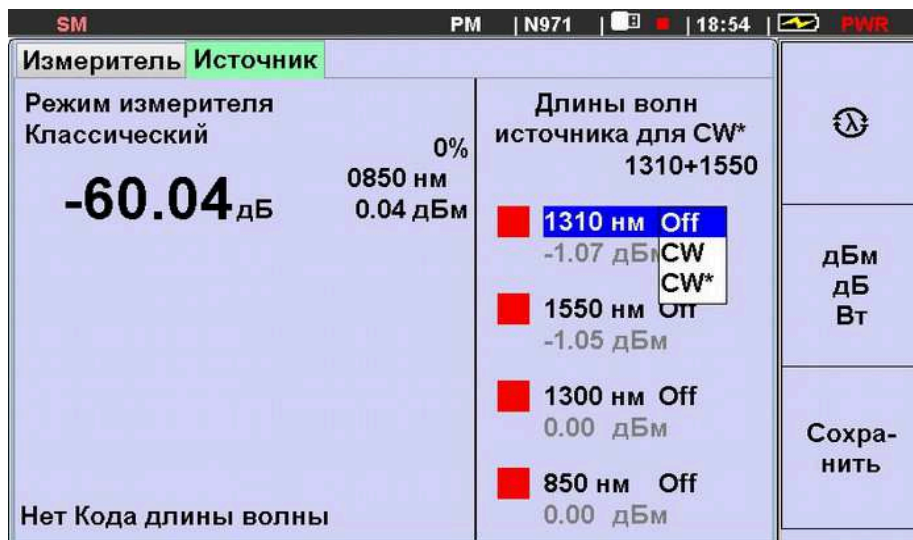 SM PM | N971 | | 18:54 | PWR
Измеритель Источник
Режим измерителя
Классический
0%
0850 нм
-60.04 дБ 0.04 дБм
Нет Кода длины волны
Длины волн
источника для CW*
1310+1550
1310 нм Off
-1.07 CW
CW*
1550 нм Off
-1.05 дБм
1300 нм Off
0.00 дБм
850 нм Off
0.00 дБм
λ
дБм
дБ
Вт
Сохра-
нить